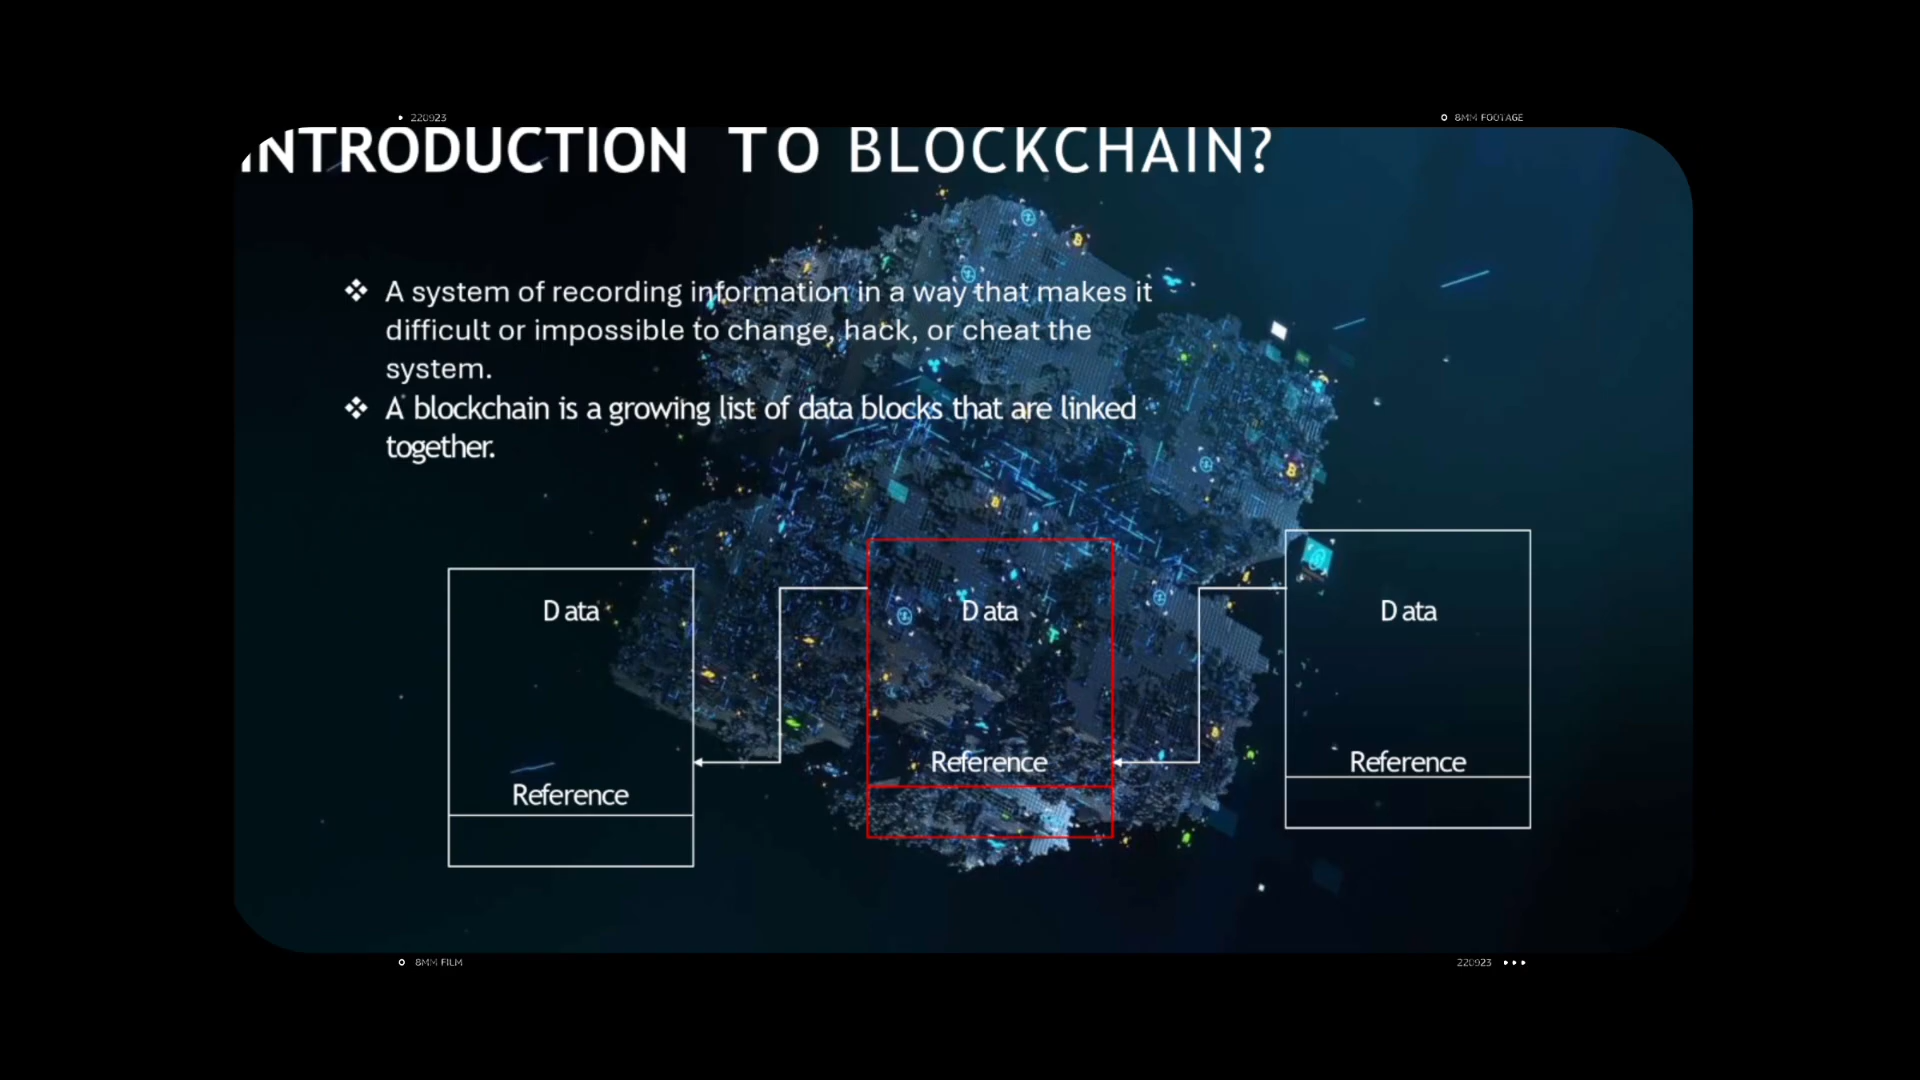 220923
8MM FOOTAGE
INTRODUCTION TO BLOCKCHAIN?
❖ A system of recording information in a way that makes it
difficult or impossible to change, hack, or cheat the
system.
❖ A blockchain is a growing list of data blocks that are linked
together.
Data
Data
Data
Reference
Reference
Reference
8MM FILM
220923